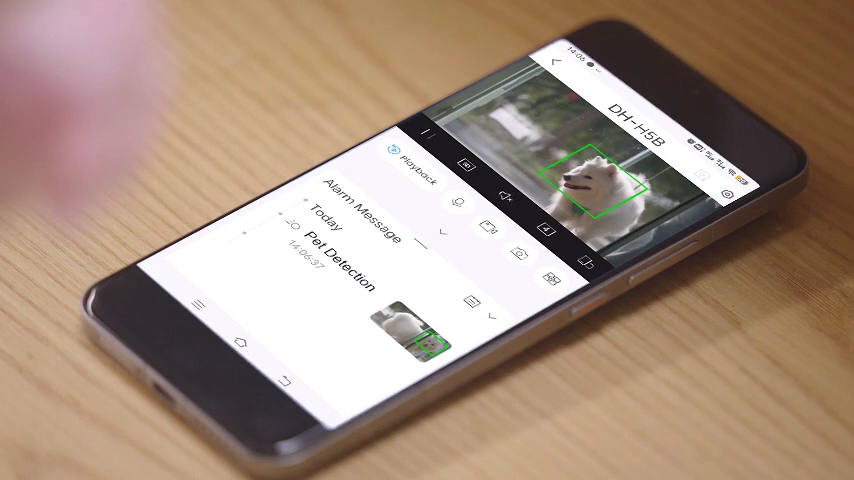 14:06
DH-H5B
Playback
Alarm Message
Today
Pet Detection
14:06:37